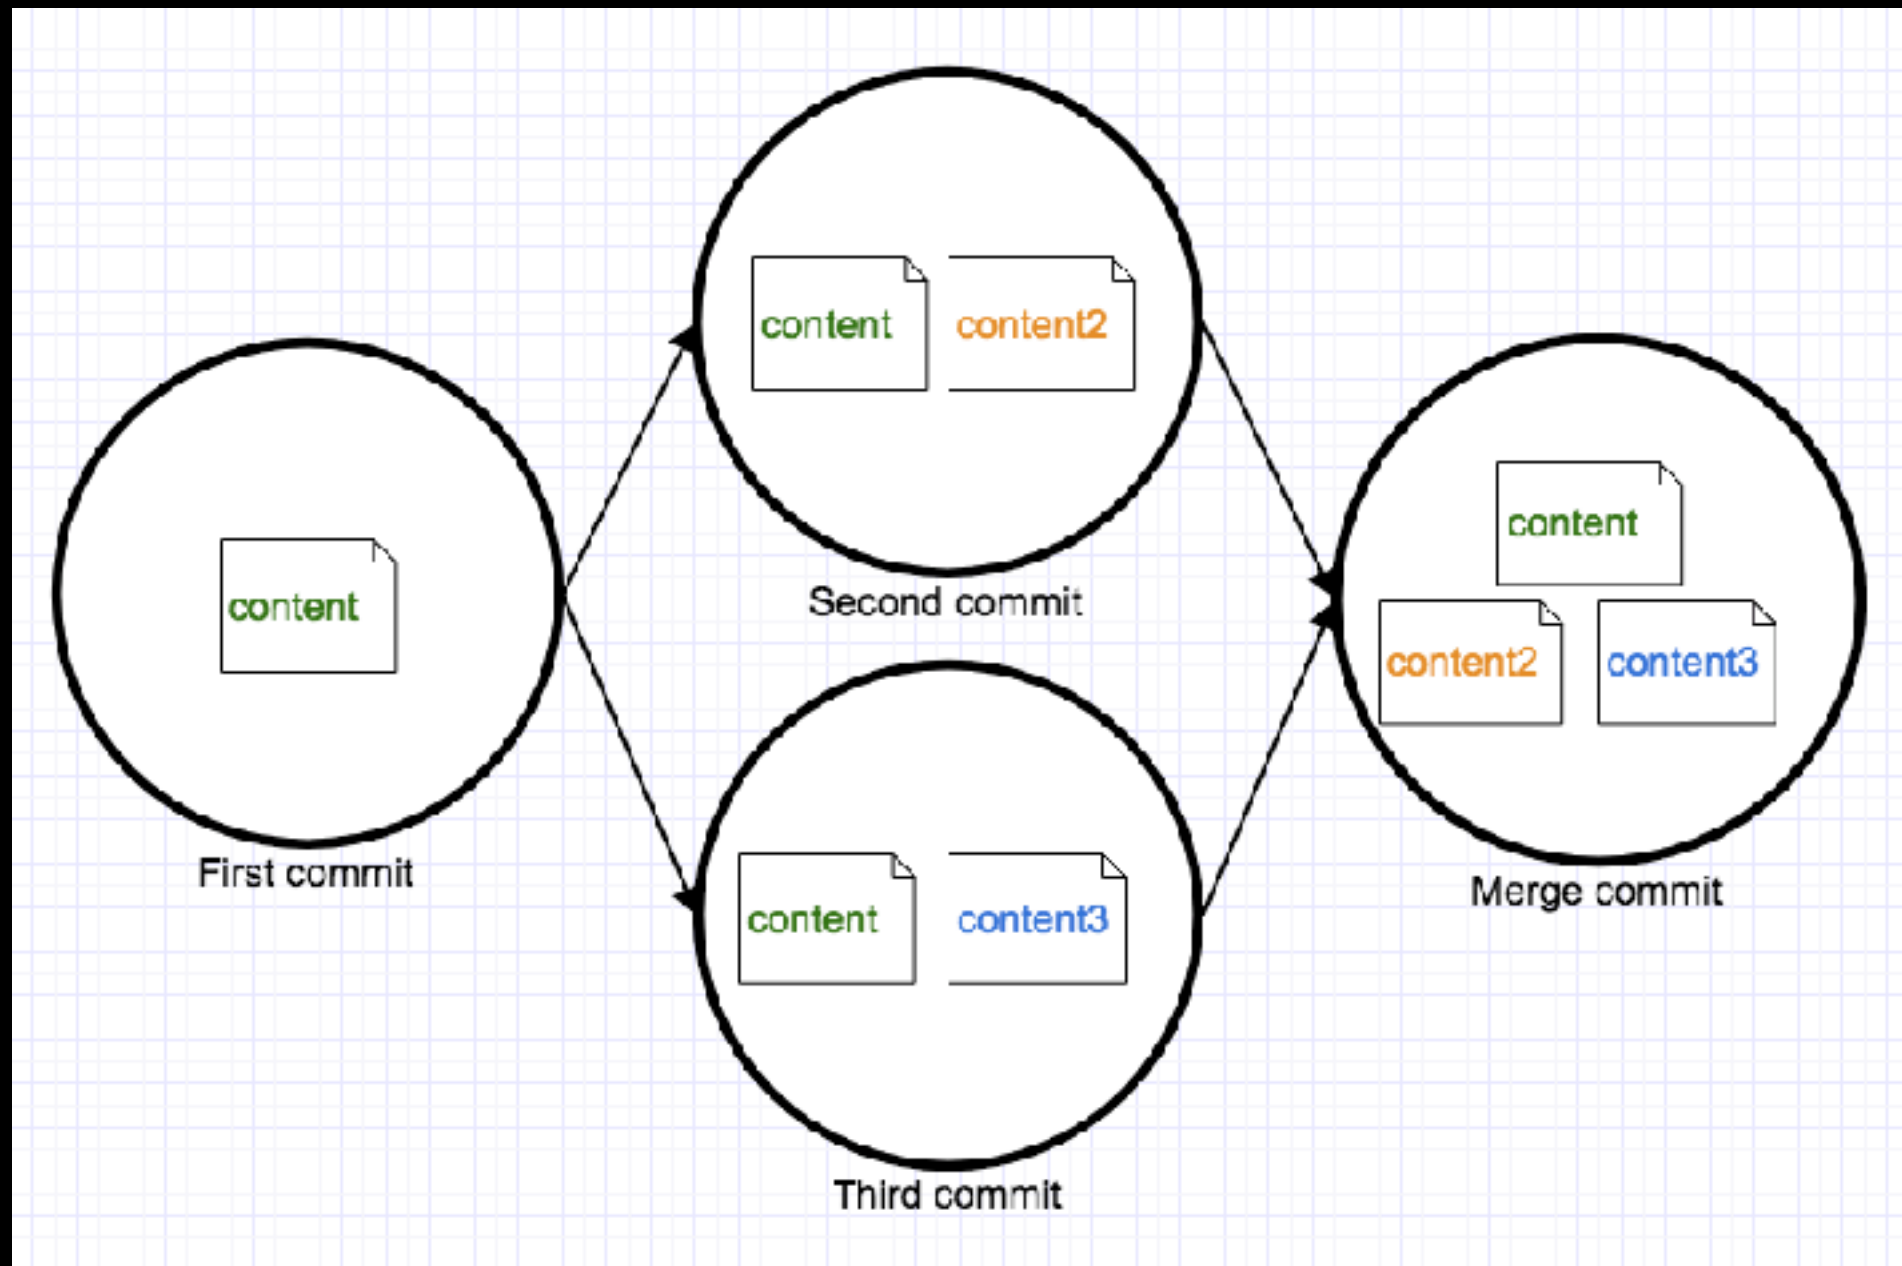 content
First commit
content content2
Second commit
content content3
Third commit
content
content2 content3
Merge commit